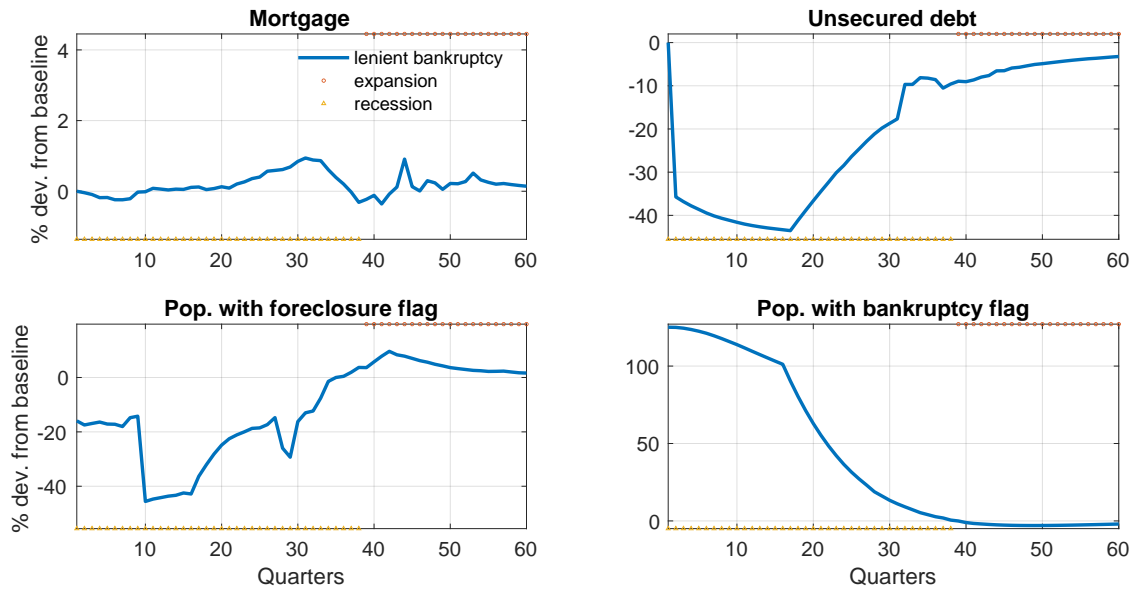 Mortgage
% dev. from baseline
4
2
0
lenient bankruptcy
expansion
recession
10 20 30 40 50 60
Unsecured debt
0
-10
-20
-30
-40
10 20 30 40 50 60
Pop. with foreclosure flag
% dev. from baseline
0
-20
-40
10 20 30 40 50 60
Quarters
Pop. with bankruptcy flag
100
50
0
10 20 30 40 50 60
Quarters